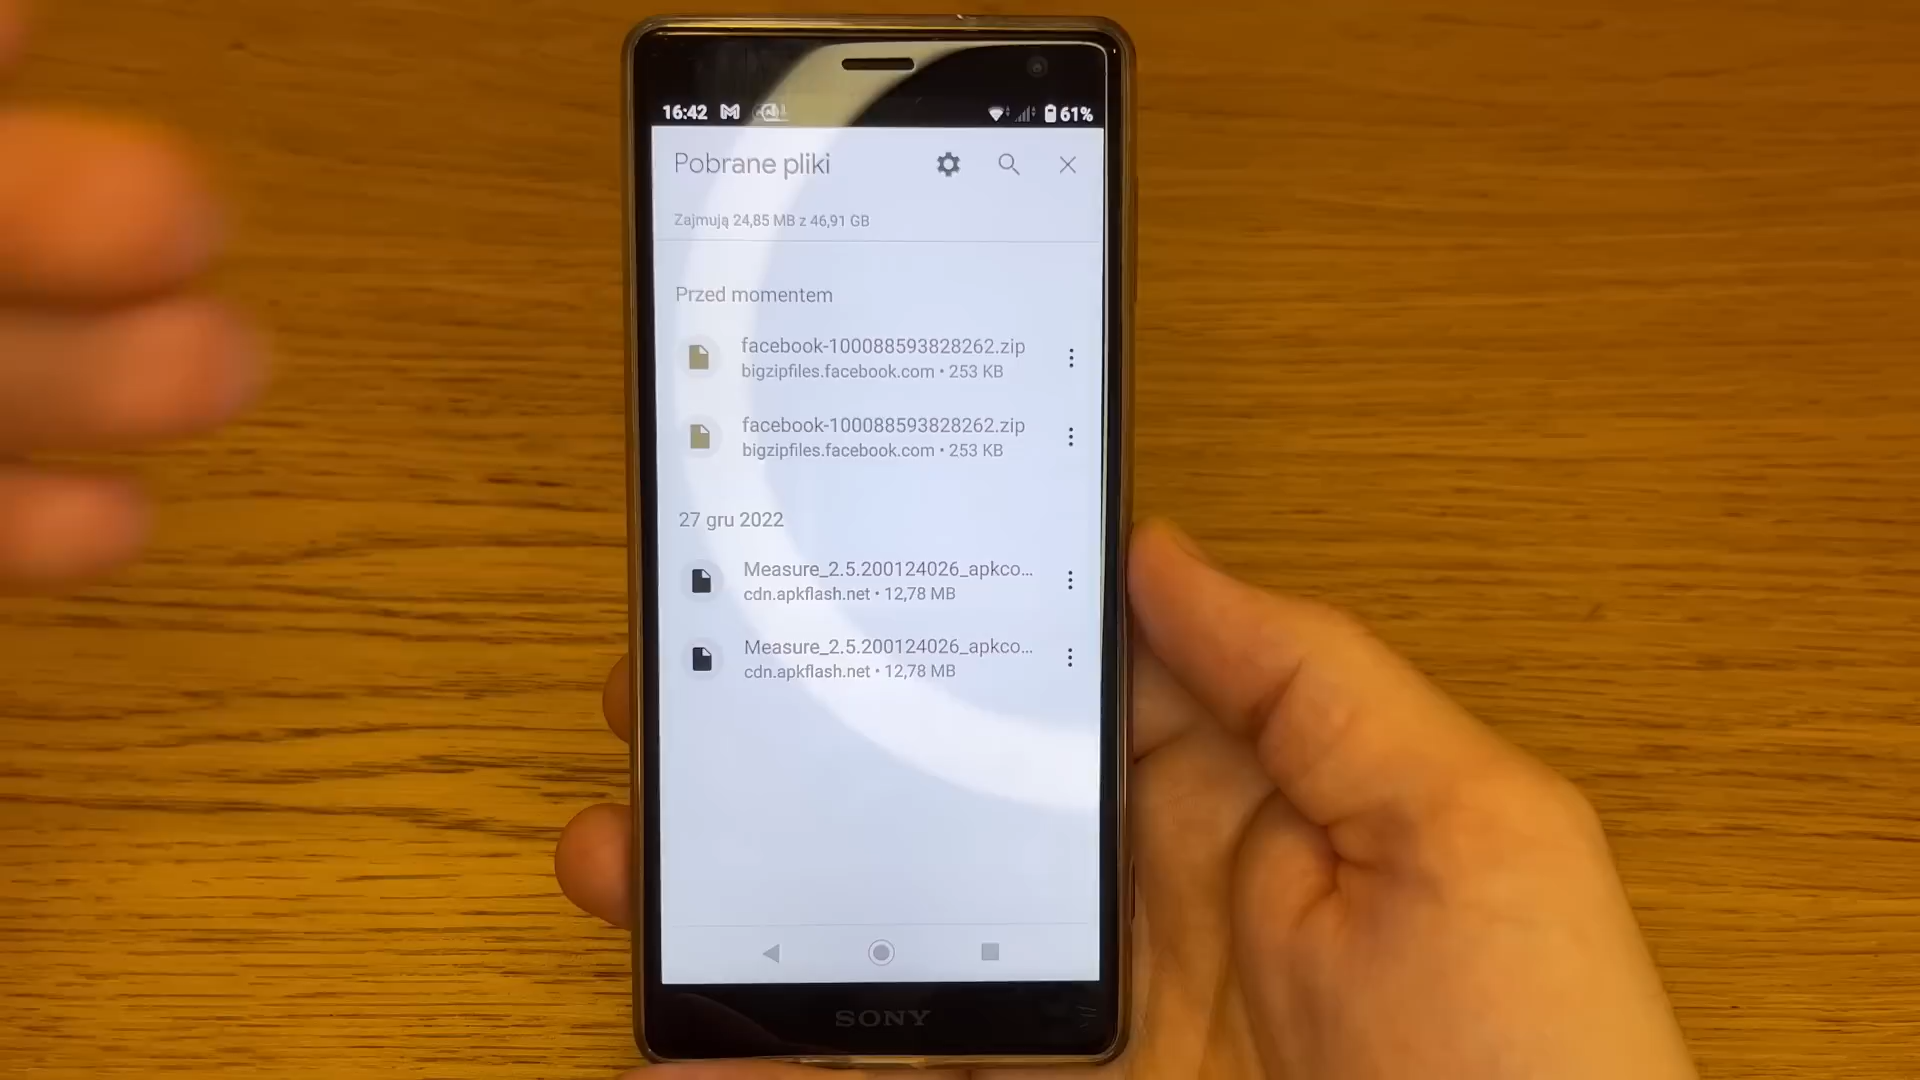 16:42 61%
Pobrane pliki
Zajmują 24,85 MB z 46,91 GB
Przed momentem
facebook-100088593828262.zip
bigzipfiles.facebook.com • 253 KB
facebook-100088593828262.zip
bigzipfiles.facebook.com • 253 KB
27 gru 2022
Measure_2.5.200124026_apkco...
cdn.apkflash.net • 12,78 MB
Measure_2.5.200124026_apkco...
cdn.apkflash.net • 12,78 MB
SONY